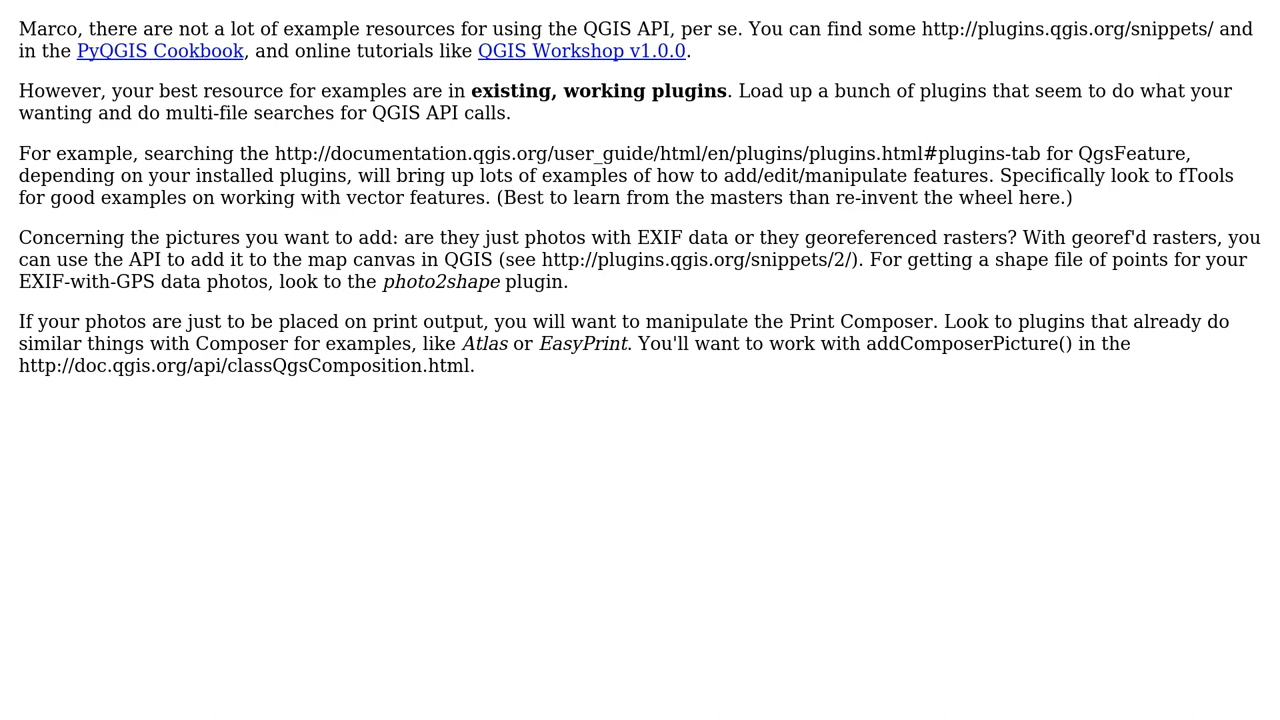 Marco, there are not a lot of example resources for using the QGIS API, per se. You can find some http://plugins.qgis.org/snippets/ and
in the PyQGIS Cookbook, and online tutorials like QGIS Workshop v1.0.0.
However, your best resource for examples are in existing, working plugins. Load up a bunch of plugins that seem to do what your
wanting and do multi-file searches for QGIS API calls.
For example, searching the http://documentation.qgis.org/user_guide/html/en/plugins/plugins.html#plugins-tab for QgsFeature,
depending on your installed plugins, will bring up lots of examples of how to add/edit/manipulate features. Specifically look to fTools
for good examples on working with vector features. (Best to learn from the masters than re-invent the wheel here.)
Concerning the pictures you want to add: are they just photos with EXIF data or they georeferenced rasters? With georef'd rasters, you
can use the API to add it to the map canvas in QGIS (see http://plugins.qgis.org/snippets/2/). For getting a shape file of points for your
EXIF-with-GPS data photos, look to the photo2shape plugin.
If your photos are just to be placed on print output, you will want to manipulate the Print Composer. Look to plugins that already do
similar things with Composer for examples, like Atlas or EasyPrint. You'll want to work with addComposerPicture() in the
http://doc.qgis.org/api/classQgsComposition.html.